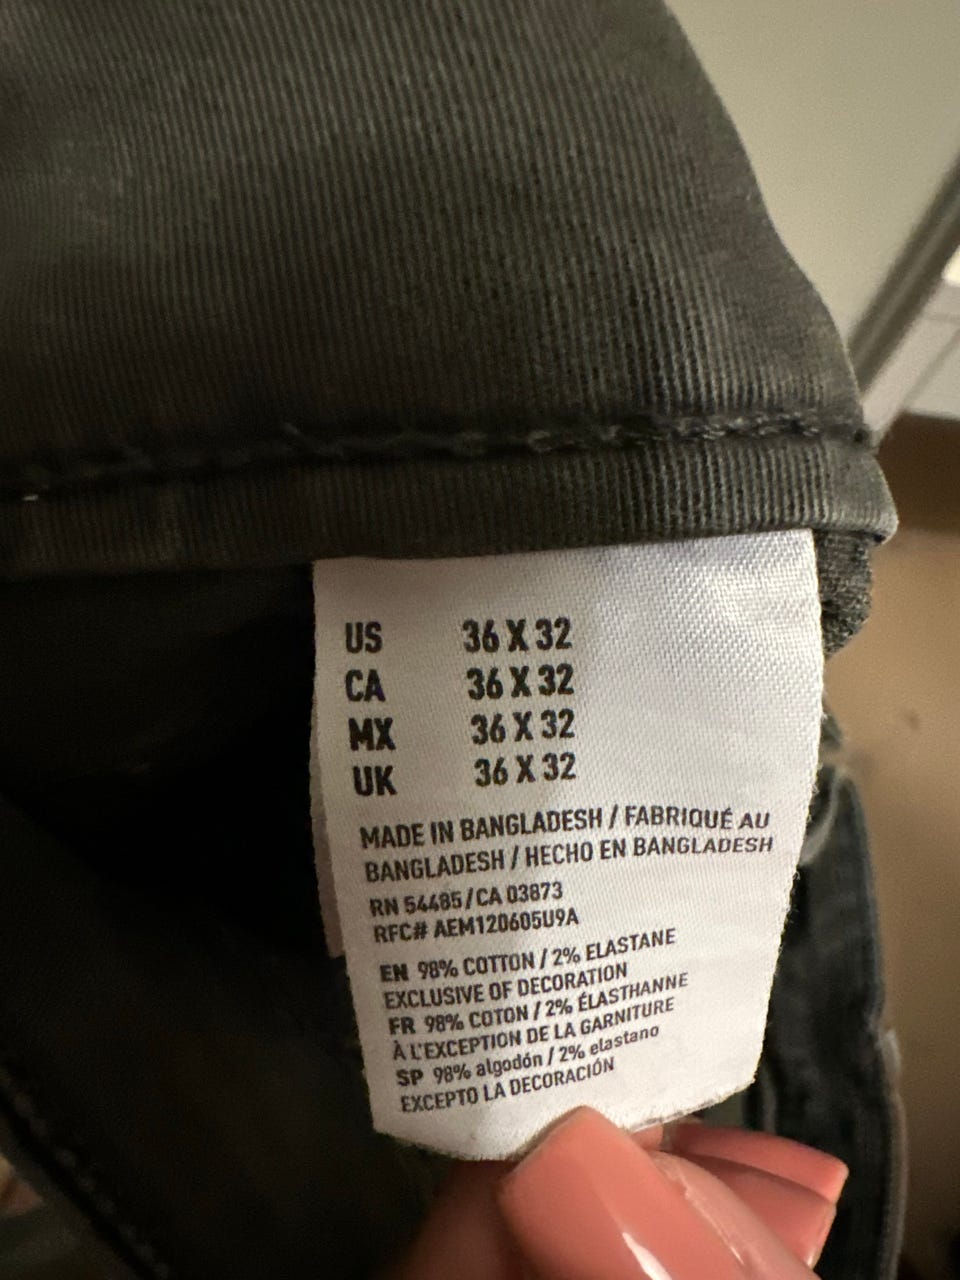 US 36 X 32
CA 36 X 32
MX 36 X 32
UK 36 X 32
MADE IN BANGLADESH / FABRIQUÉ AU
BANGLADESH / HECHO EN BANGLADESH
RN 54485/CA 03873
RFC# AEM120605U9A
EN 98% COTTON / 2% ELASTANE
EXCLUSIVE OF DECORATION
FR 98% COTON / 2% ÉLASTHANNE
À L'EXCEPTION DE LA GARNITURE
SP 98% algodón / 2% elastano
EXCEPTO LA DECORACIÓN